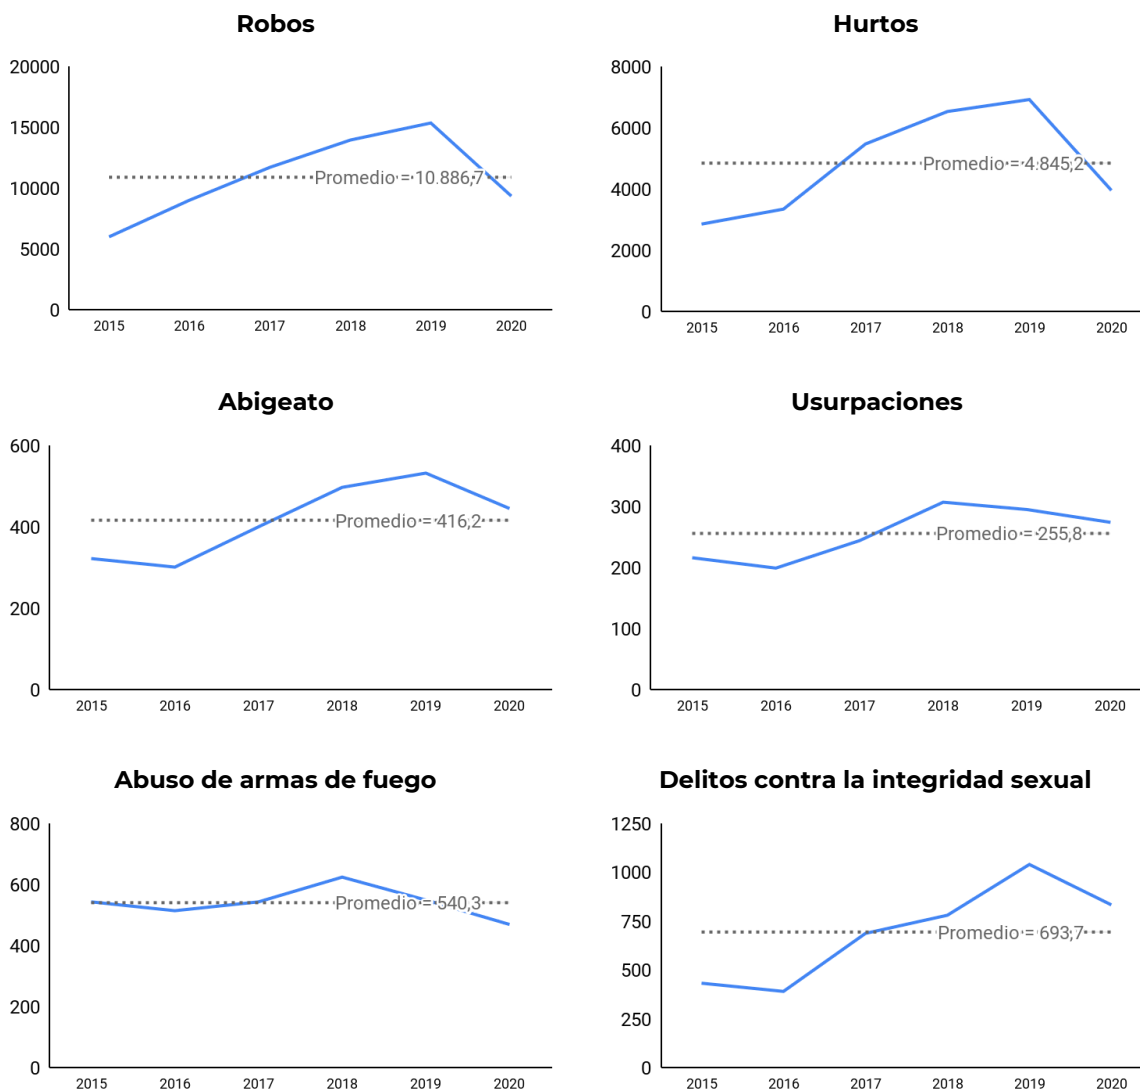 Robos
20000
15000
10000
5000
0
Promedio = 10.886,7
2015 2016 2017 2018 2019 2020
Hurtos
8000
6000
4000
2000
0
Promedio = 4.845,2
2015 2016 2017 2018 2019 2020
Abigeato
600
400
200
0
Promedio = 416,2
2015 2016 2017 2018 2019 2020
Usurpaciones
400
300
200
100
0
Promedio = 255,8
2015 2016 2017 2018 2019 2020
Abuso de armas de fuego
800
600
400
200
0
Promedio = 540,3
2015 2016 2017 2018 2019 2020
Delitos contra la integridad sexual
1250
1000
750
500
250
0
Promedio = 693,7
2015 2016 2017 2018 2019 2020